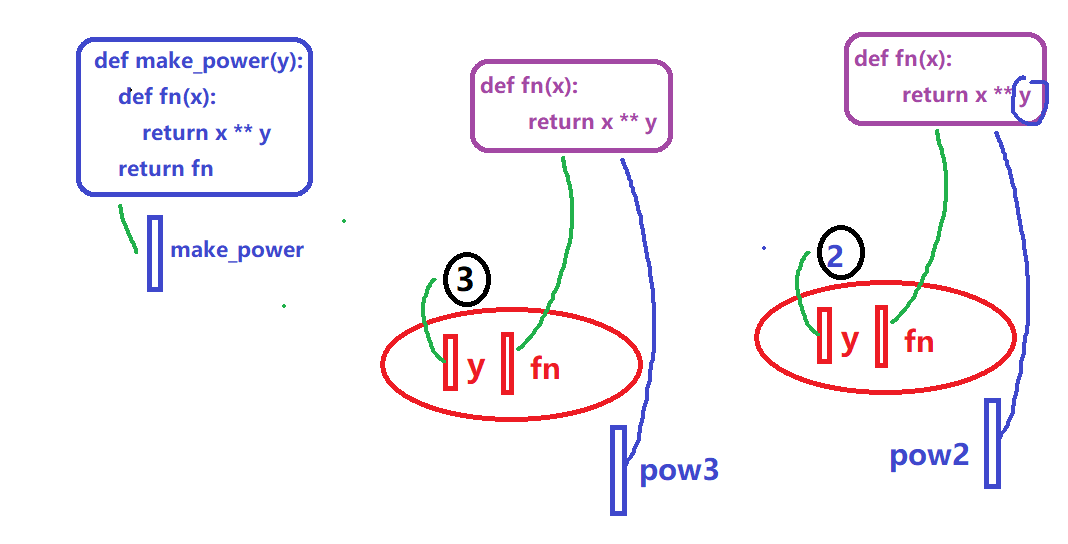 def make_power(y):
def fn(x):
return x ** y
return fn
make_power
def fn(x):
return x ** y
3
y
fn
pow3
def fn(x):
return x ** y
2
y
fn
pow2